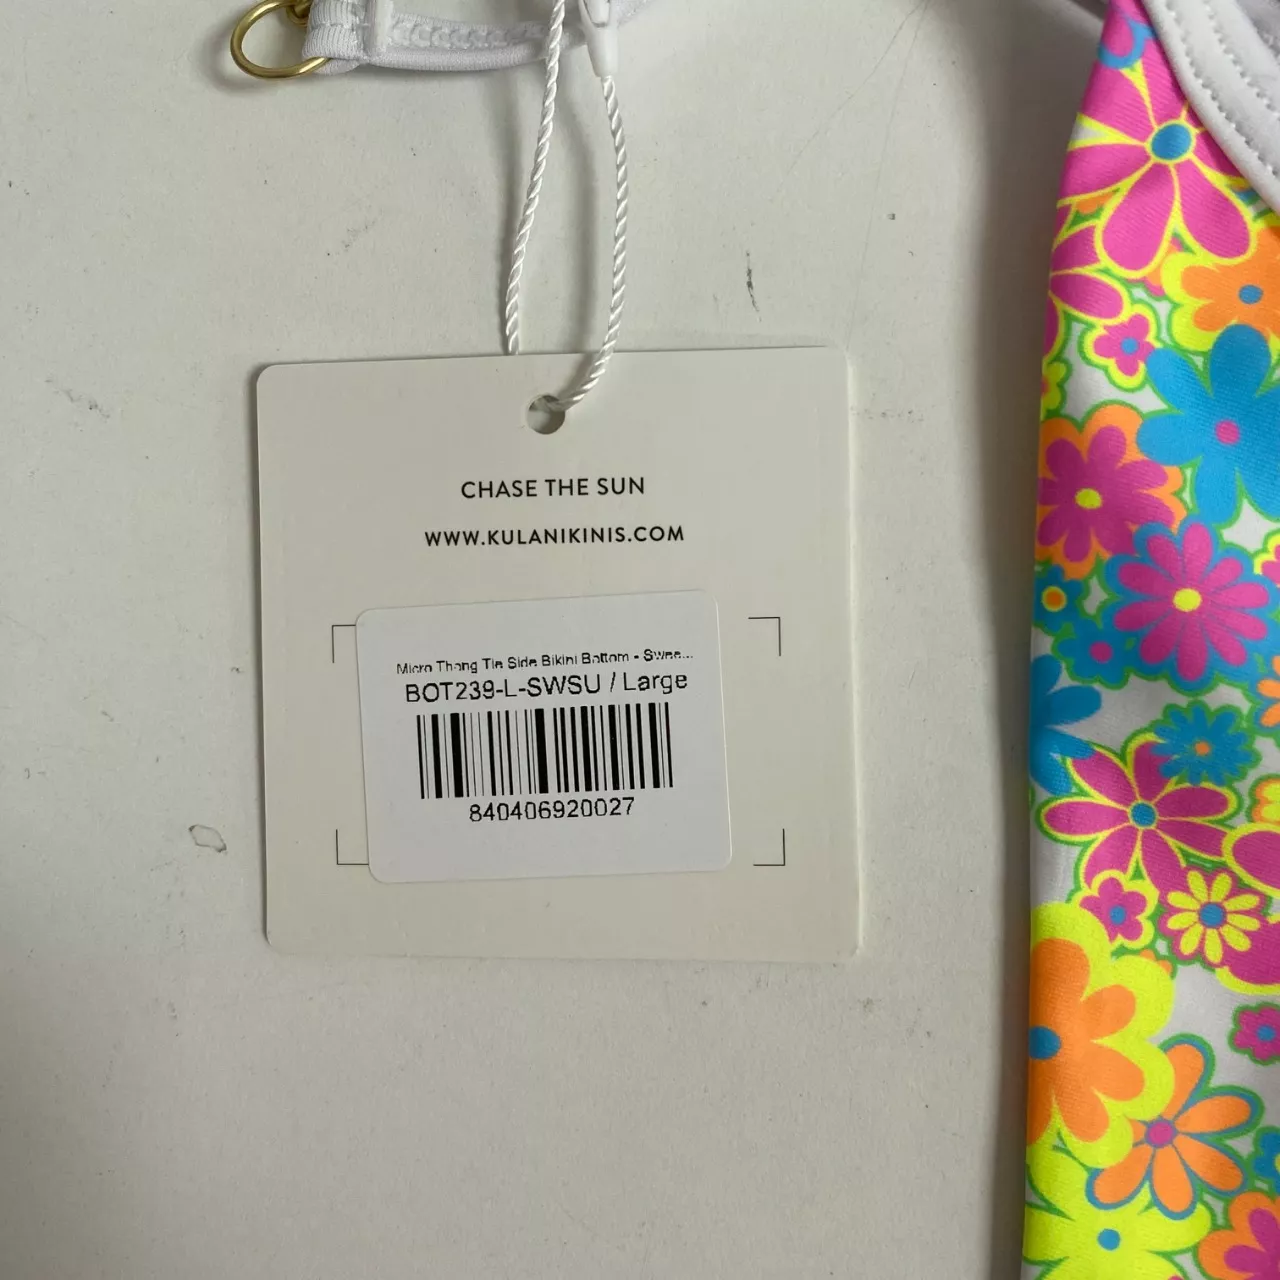 CHASE THE SUN
WWW.KULANIKINIS.COM
Micro Thong Tie Side Bikini Bottom - Swee...
BOT239-L-SWSU / Large
840406920027